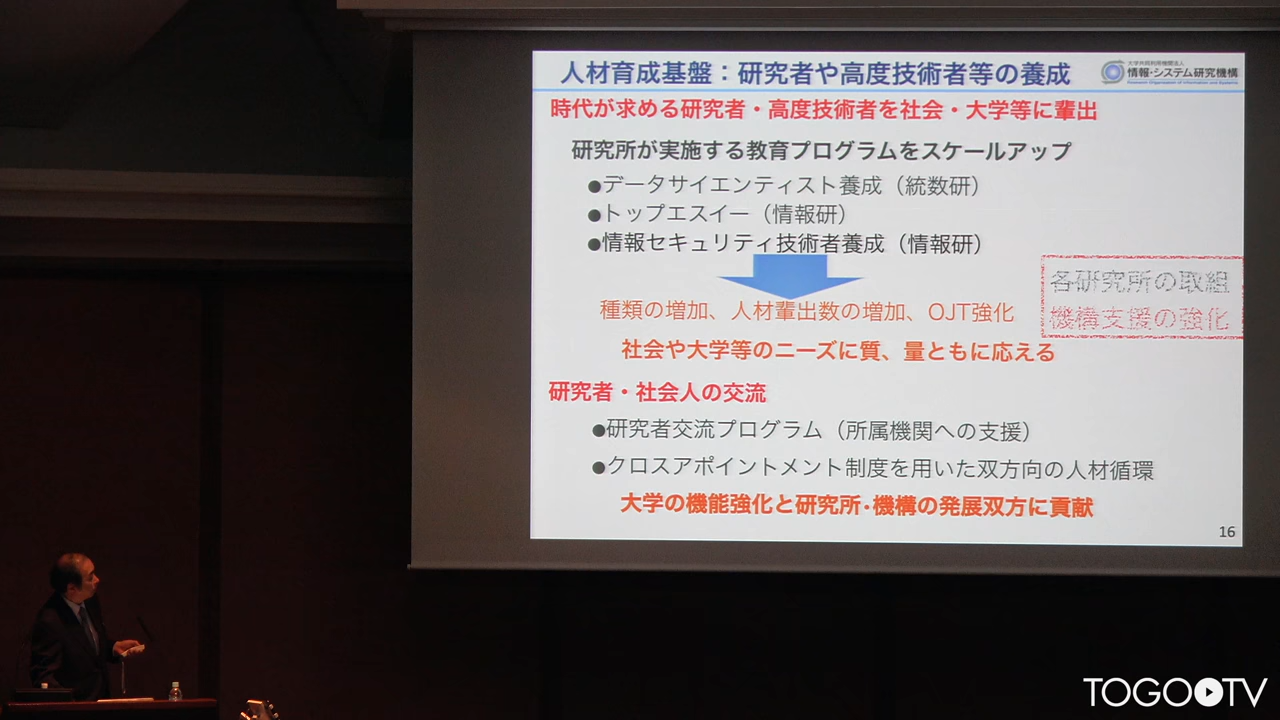 人材育成基盤：研究者や高度技術者等の養成
大学共同利用機関法人
情報・システム研究機構
時代が求める研究者・高度技術者を社会・大学等に輩出
研究所が実施する教育プログラムをスケールアップ
●データサイエンティスト養成（統数研）
●トップエスイー（情報研）
●情報セキュリティ技術者養成（情報研）
各研究所の取組
機構支援の強化
種類の増加、人材輩出数の増加、OJT強化
社会や大学等のニーズに質、量ともに応える
研究者・社会人の交流
●研究者交流プログラム（所属機関への支援）
●クロスアポイントメント制度を用いた双方向の人材循環
大学の機能強化と研究所・機構の発展双方に貢献
16
TOGO TV